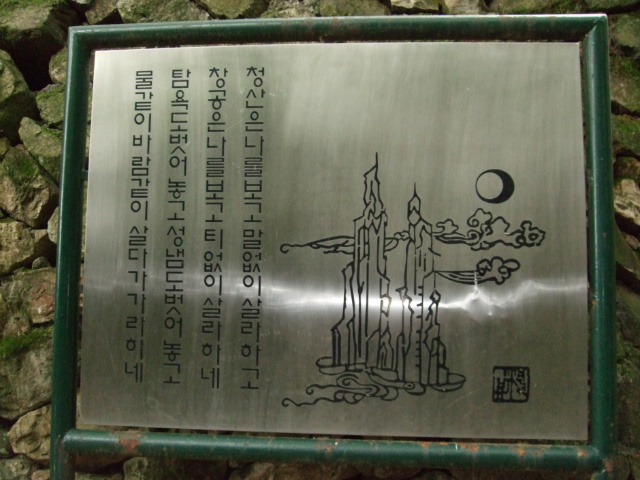 청산은나를보고말없이살라하고
창공은나를보고티없이살라하네
탐욕도벗어놓고성냄도벗어놓고
물같이바람같이살다가가라하네